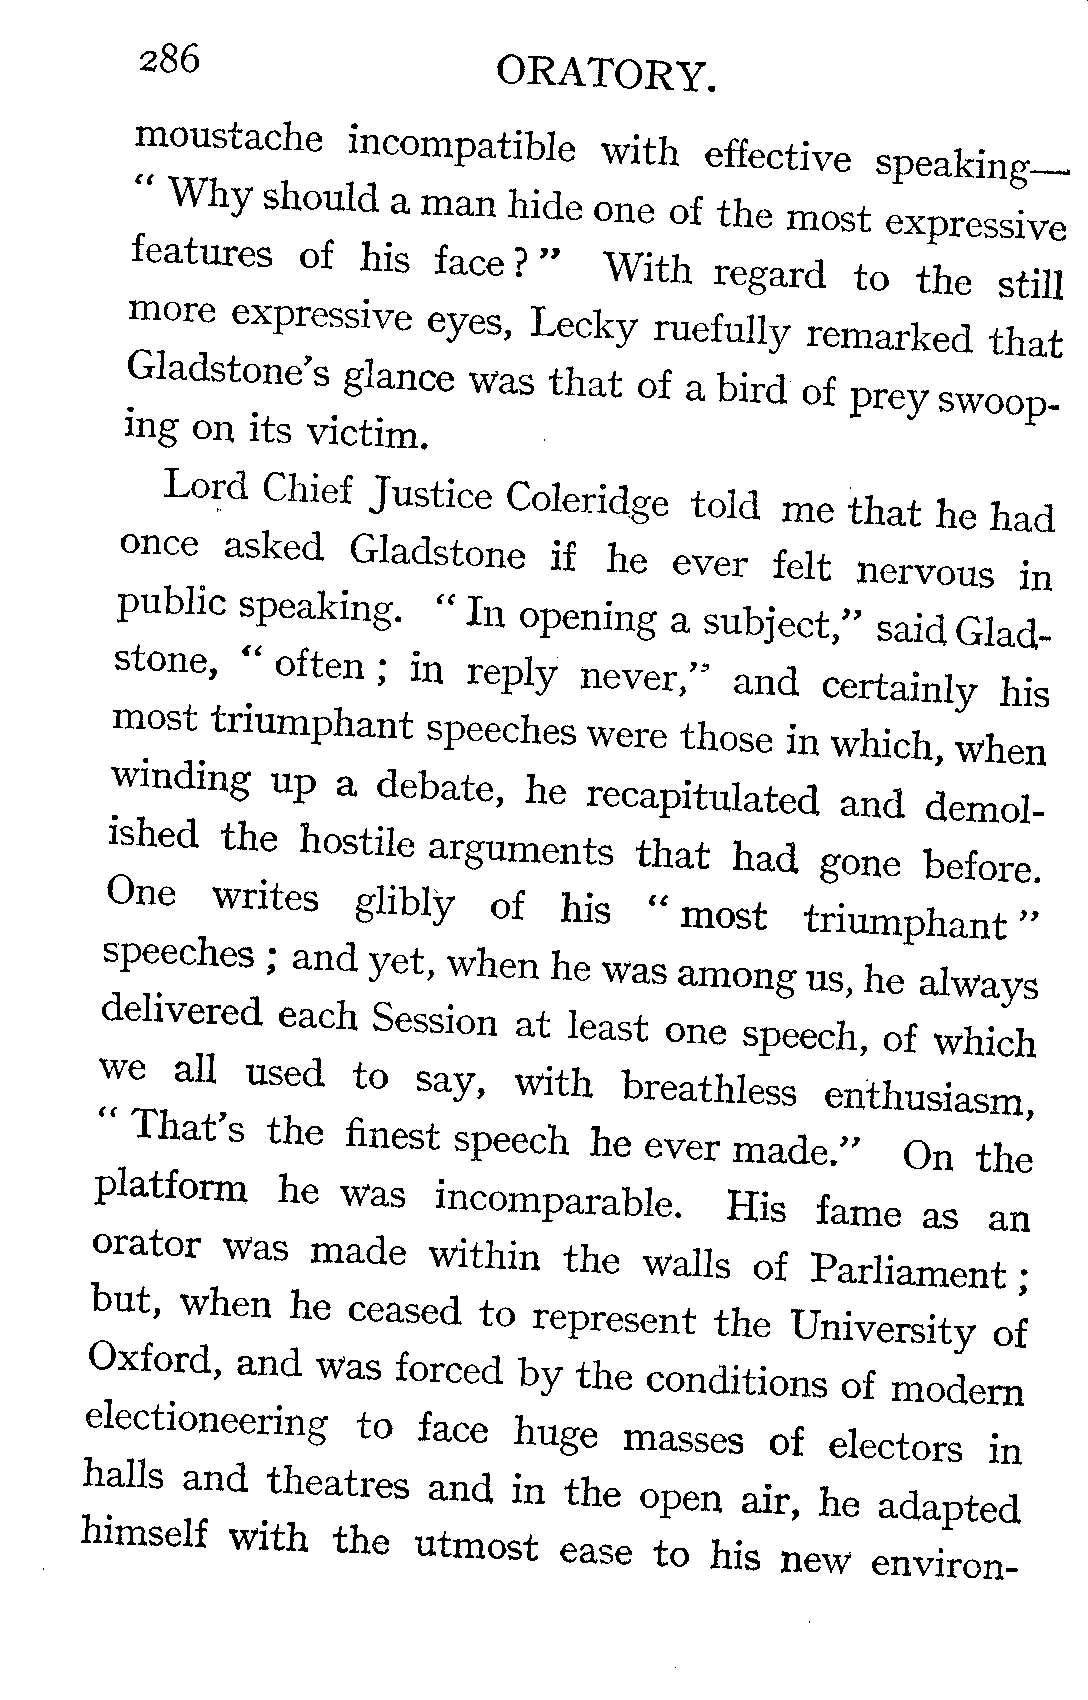 286 ORATORY.
moustache incompatible with effective speaking—
" Why should a man hide one of the most expressive
features of his face ? " With regard to the still
more expressive eyes, Lecky ruefully remarked that
Gladstone's glance was that of a bird of prey swoop-
ing on its victim.
Lord Chief Justice Coleridge told me that he had
once asked Gladstone if he ever felt nervous in
public speaking. " In opening a subject," said Glad-
stone, " often ; in reply never," and certainly his
most triumphant speeches were those in which, when
winding up a debate, he recapitulated and demol-
ished the hostile arguments that had gone before.
One writes glibly of his " most triumphant "
speeches ; and yet, when he was among us, he always
delivered each Session at least one speech, of which
we all used to say, with breathless enthusiasm,
" That's the finest speech he ever made." On the
platform he was incomparable. His fame as an
orator was made within the walls of Parliament ;
but, when he ceased to represent the University of
Oxford, and was forced by the conditions of modern
electioneering to face huge masses of electors in
halls and theatres and in the open air, he adapted
himself with the utmost ease to his new environ-